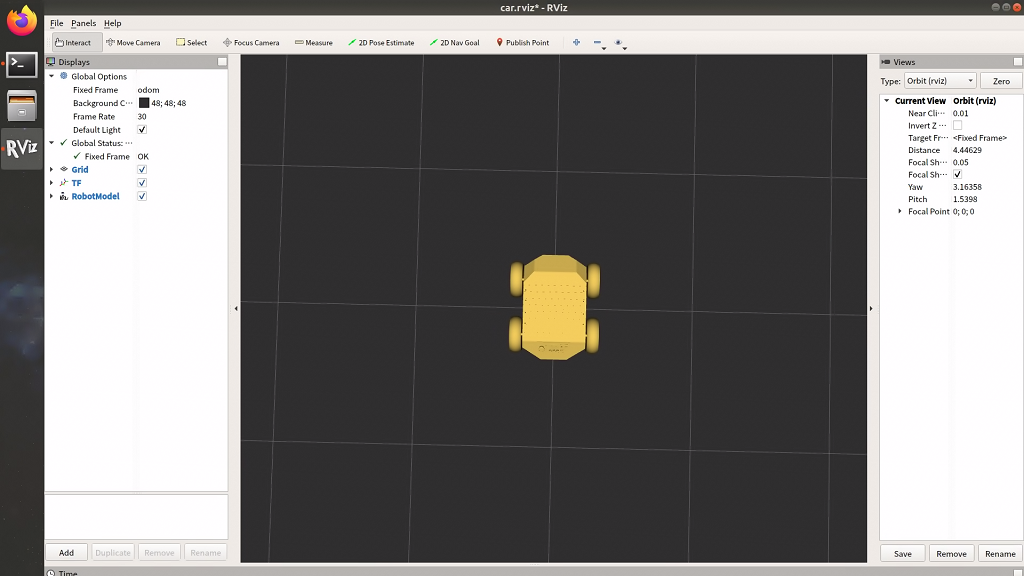 car.rviz* - RViz
File Panels Help
Interact Move Camera Select Focus Camera Measure 2D Pose Estimate 2D Nav Goal Publish Point
Displays
Global Options
Fixed Frame odom
Background C··· 48; 48; 48
Frame Rate 30
Default Light
Global Status: ···
Fixed Frame OK
Grid
TF
RobotModel
Add Duplicate Remove Rename
Time
RViz
Views
Type: Orbit (rviz) Zero
Current View Orbit (rviz)
Near Cli··· 0.01
Invert Z ···
Target Fr··· <Fixed Frame>
Distance 4.44629
Focal Sh··· 0.05
Focal Sh···
Yaw 3.16358
Pitch 1.5398
Focal Point 0; 0; 0
Save Remove Rename